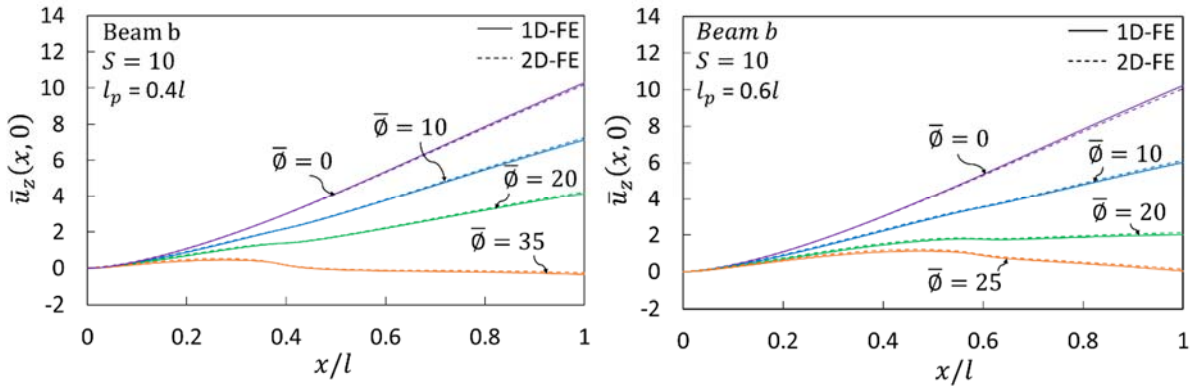 14
12
10
8
6
4
2
0
-2
ū_z(x, 0)
Beam b
S = 10
l_p = 0.4l
1D-FE
2D-FE
∅̅ = 10
∅̅ = 0
∅̅ = 20
∅̅ = 35
0 0.2 0.4 0.6 0.8 1
x/l
14
12
10
8
6
4
2
0
-2
ū_z(x, 0)
Beam b
S = 10
l_p = 0.6l
1D-FE
2D-FE
∅̅ = 0
∅̅ = 10
∅̅ = 20
∅̅ = 25
0 0.2 0.4 0.6 0.8 1
x/l